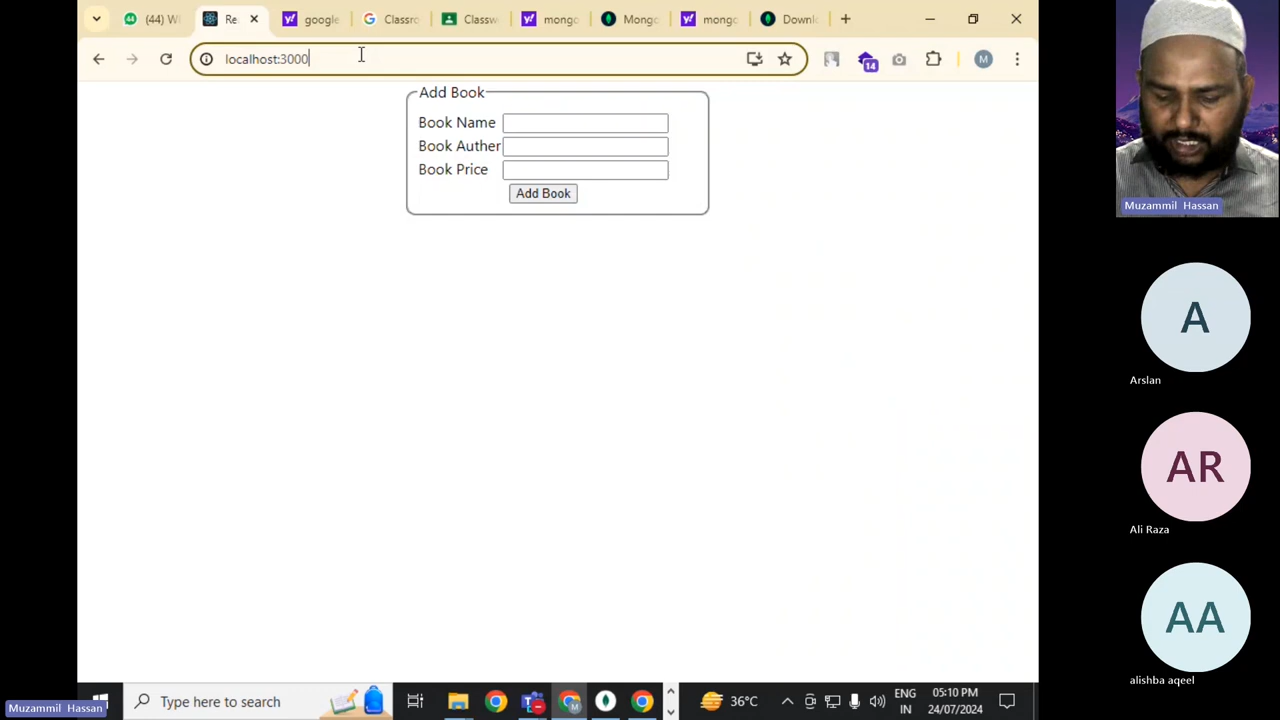 (44) W
Re
google
Classro
Classw
mongo
Mongo
mongo
Downl
localhost:3000
14
M
Add Book
Book Name
Book Auther
Book Price
Add Book
Muzammil Hassan
A
Arslan
AR
Ali Raza
AA
alishba aqeel
Type here to search
M
36°C
ENG
IN
05:10 PM
24/07/2024
Muzammil Hassan